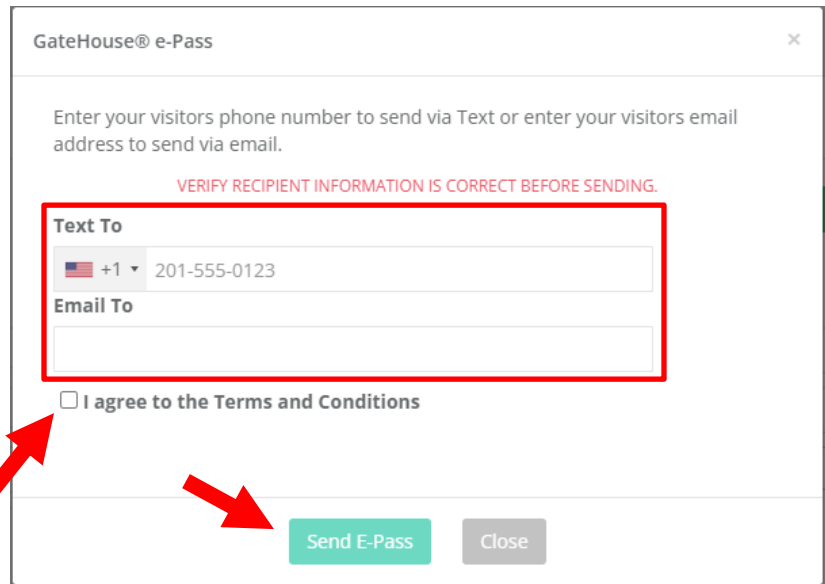 GateHouse® e-Pass
×
Enter your visitors phone number to send via Text or enter your visitors email
address to send via email.
VERIFY RECIPIENT INFORMATION IS CORRECT BEFORE SENDING.
Text To
+1 201-555-0123
Email To
I agree to the Terms and Conditions
Send E-Pass Close